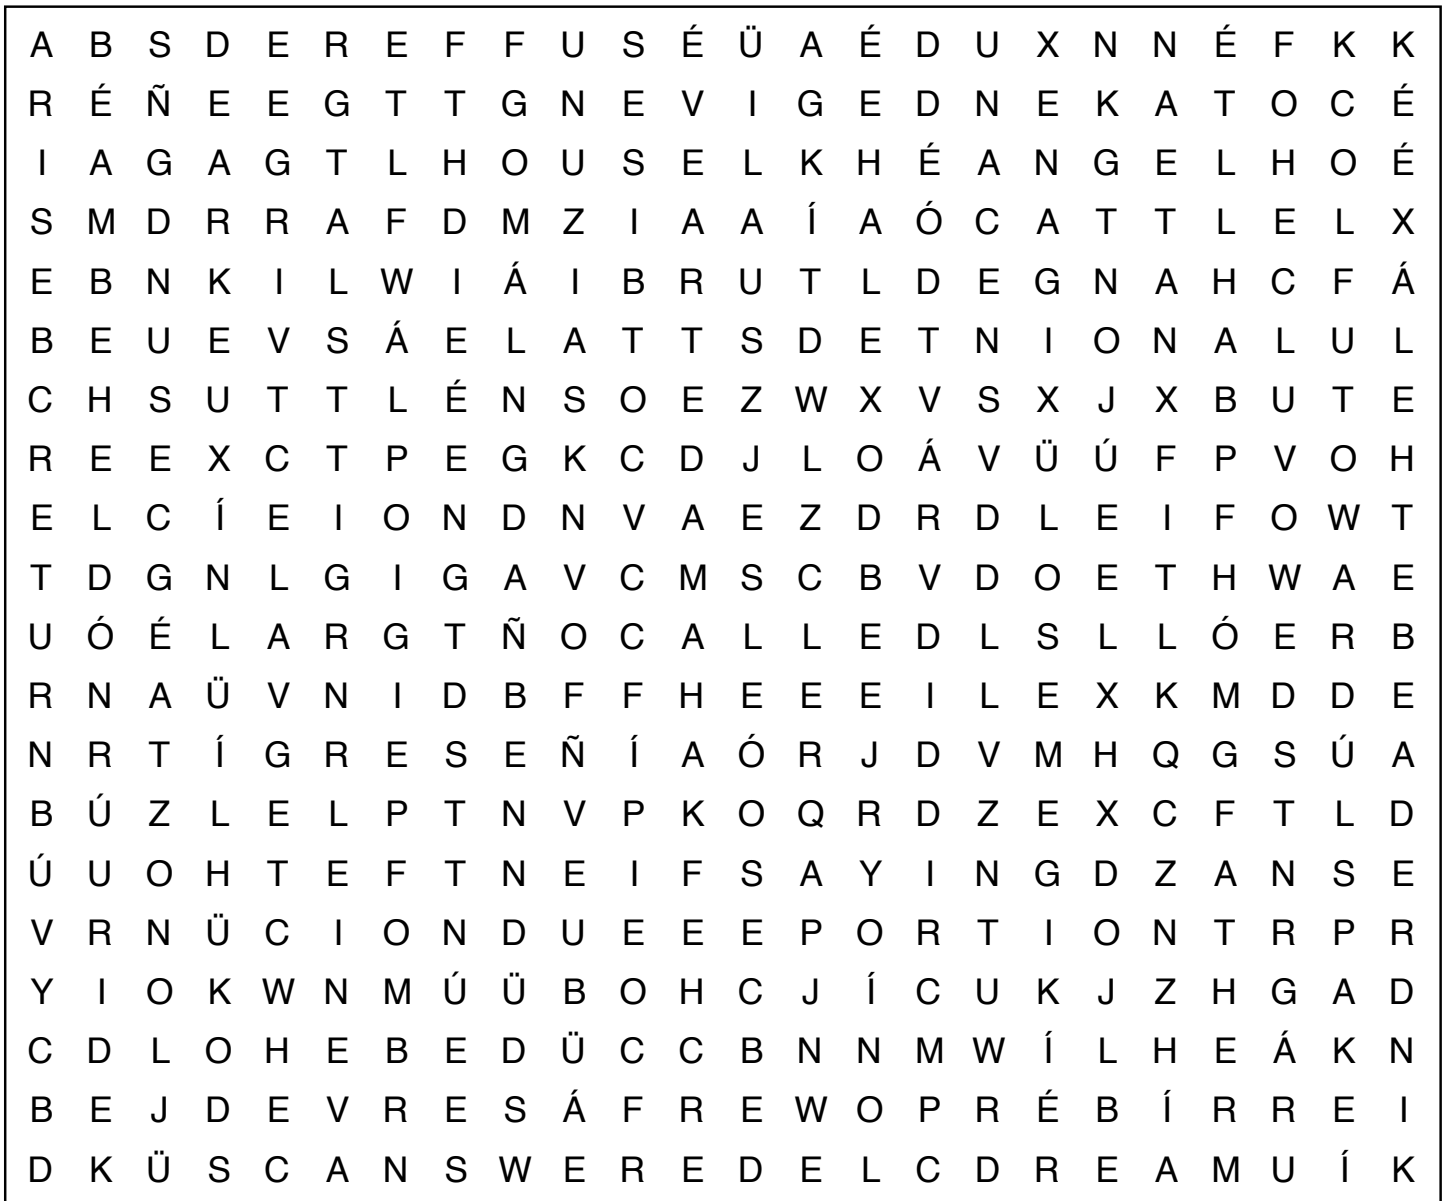 A B S D E R E F F U S É Ü A É D U X N N É F K K
R É Ñ E E G T T G N E V I G E D N E K A T O C É
I A G A G T L H O U S E L K H É A N G E L H O É
S M D R R A F D M Z I A A Í A Ó C A T T L E L X
E B N K I L W I Á I B R U T L D E G N A H C F Á
B E U E V S Á E L A T T S D E T N I O N A L U L
C H S U T T L É N S O E Z W X V S X J X B U T E
R E E X C T P E G K C D J L O Á V Ü Ú F P V O H
E L C Í E I O N D N V A E Z D R D L E I F O W T
T D G N L G I G A V C M S C B V D O E T H W A E
U Ó É L A R G T Ñ O C A L L E D L S L L Ó E R B
R N A Ü V N I D B F F H E E E I L E X K M D D E
N R T Í G R E S E Ñ Í A Ó R J D V M H Q G S Ú A
B Ú Z L E L P T N V P K O Q R D Z E X C F T L D
Ú U O H T E F T N E I F S A Y I N G D Z A N S E
V R N Ü C I O N D U E E E P O R T I O N T R P R
Y I O K W N M Ú Ü B O H C J Í C U K J Z H G A D
C D L O H E B E D Ü C C B N N M W Í L H E Á K N
B E J D E V R E S Á F R E W O P R É B Í R R E I
D K Ü S C A N S W E R E D E L C D R E A M U Í K